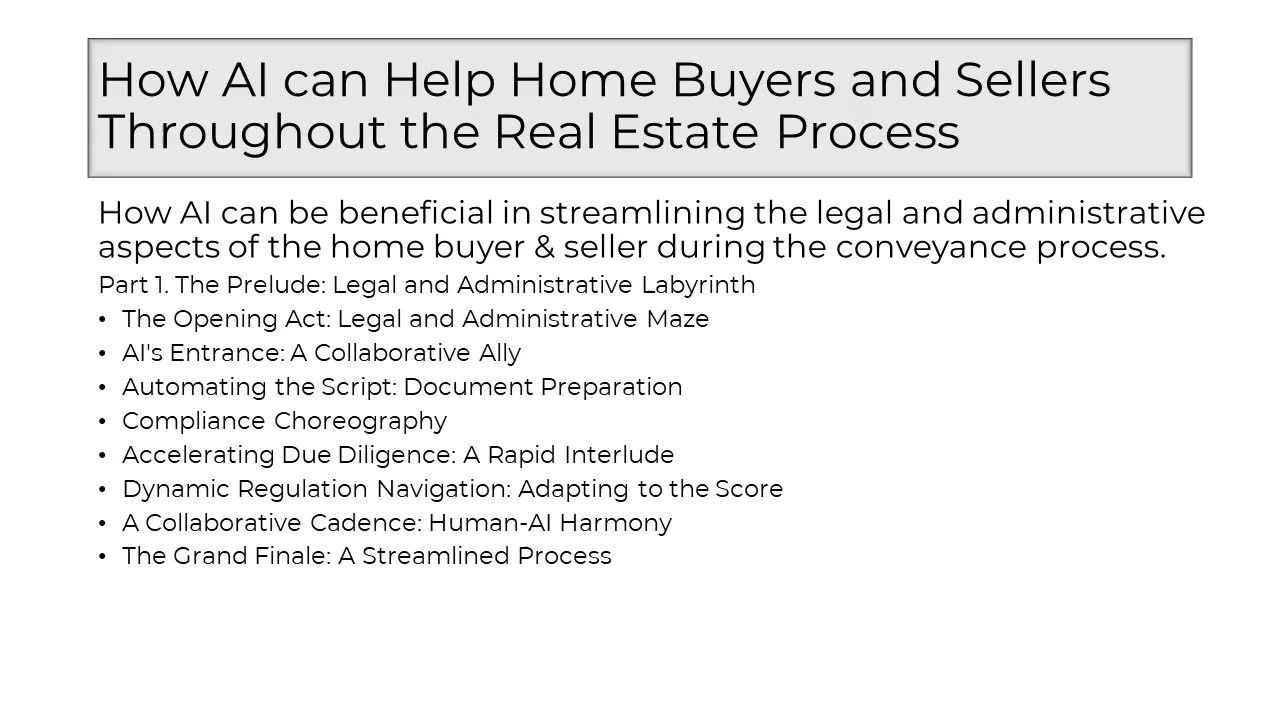 How AI can Help Home Buyers and Sellers
Throughout the Real Estate Process
How AI can be beneficial in streamlining the legal and administrative
aspects of the home buyer & seller during the conveyance process.
Part 1. The Prelude: Legal and Administrative Labyrinth
• The Opening Act: Legal and Administrative Maze
• AI's Entrance: A Collaborative Ally
• Automating the Script: Document Preparation
• Compliance Choreography
• Accelerating Due Diligence: A Rapid Interlude
• Dynamic Regulation Navigation: Adapting to the Score
• A Collaborative Cadence: Human-AI Harmony
• The Grand Finale: A Streamlined Process